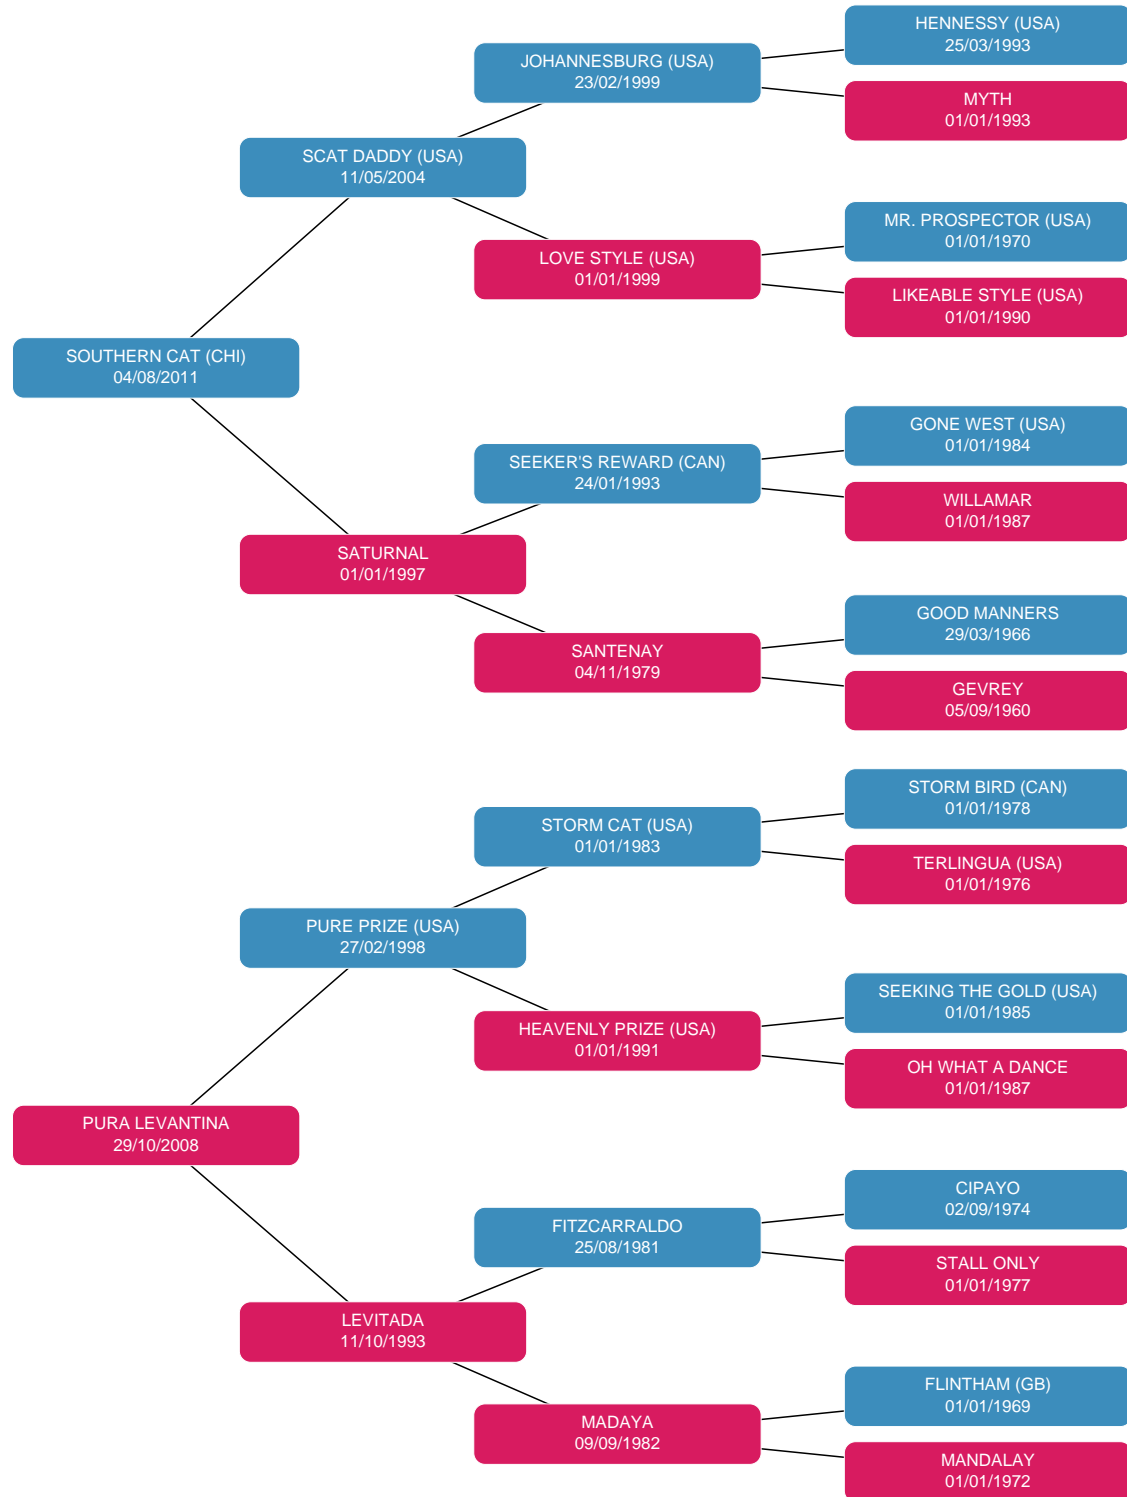 HENNESSY (USA)
25/03/1993
JOHANNESBURG (USA)
23/02/1999
MYTH
01/01/1993
SCAT DADDY (USA)
11/05/2004
MR. PROSPECTOR (USA)
01/01/1970
LOVE STYLE (USA)
01/01/1999
LIKEABLE STYLE (USA)
01/01/1990
SOUTHERN CAT (CHI)
04/08/2011
GONE WEST (USA)
01/01/1984
SEEKER'S REWARD (CAN)
24/01/1993
WILLAMAR
01/01/1987
SATURNAL
01/01/1997
GOOD MANNERS
29/03/1966
SANTENAY
04/11/1979
GEVREY
05/09/1960
STORM BIRD (CAN)
01/01/1978
STORM CAT (USA)
01/01/1983
TERLINGUA (USA)
01/01/1976
PURE PRIZE (USA)
27/02/1998
SEEKING THE GOLD (USA)
01/01/1985
HEAVENLY PRIZE (USA)
01/01/1991
OH WHAT A DANCE
01/01/1987
PURA LEVANTINA
29/10/2008
CIPAYO
02/09/1974
FITZCARRALDO
25/08/1981
STALL ONLY
01/01/1977
LEVITADA
11/10/1993
FLINTHAM (GB)
01/01/1969
MADAYA
09/09/1982
MANDALAY
01/01/1972